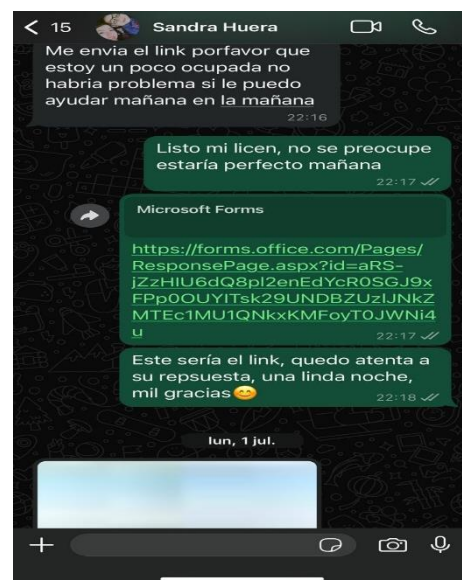 15
Sandra Huera
Me envia el link porfavor que
estoy un poco ocupada no
habria problema si le puedo
ayudar mañana en la mañana
22:16
Listo mi licen, no se preocupe
estaría perfecto mañana
22:17
Microsoft Forms
https://forms.office.com/Pages/
ResponsePage.aspx?id=aRS-
jZzHIU6dQ8pl2enEdYcR0SGJ9x
FPp0OUYITsk29UNDBZUzlJNkZ
MTEc1MU1QNkxKMFoyT0JWNi4
u
22:17
Este sería el link, quedo atenta a
su repsuesta, una linda noche,
mil gracias😊
22:18
lun, 1 jul.